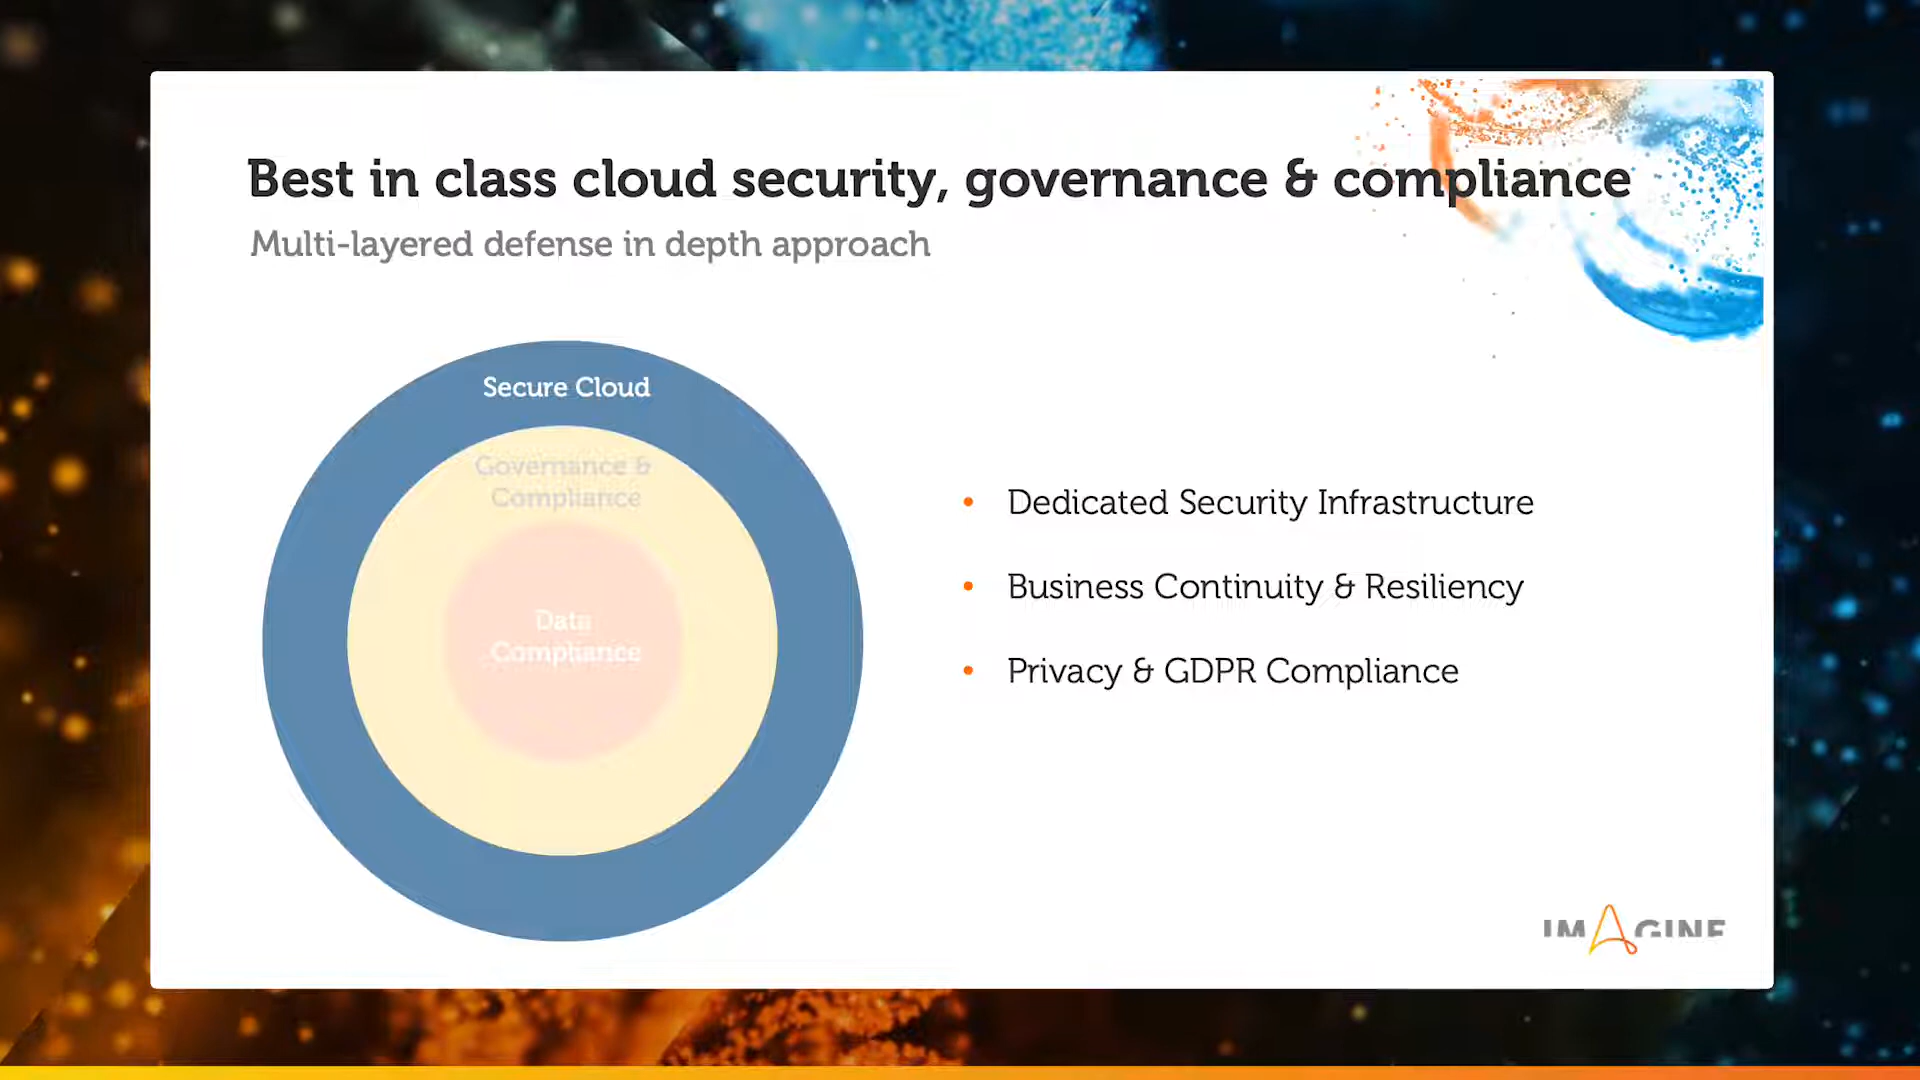 Best in class cloud security, governance & compliance
Multi-layered defense in depth approach
Secure Cloud
Governance &
Compliance
Data
Compliance
• Dedicated Security Infrastructure
• Business Continuity & Resiliency
• Privacy & GDPR Compliance
IMAGINE